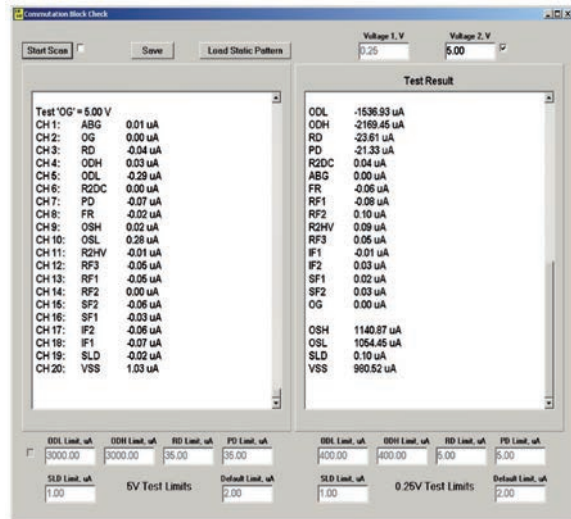 Commutation Block Check
Start Scan
Save
Load Static Pattern
Voltage 1, V
0.25
Voltage 2, V
5.00
Test 'OG' = 5.00 V
CH 1: ABG 0.01 uA
CH 2: OG 0.00 uA
CH 3: RD -0.04 uA
CH 4: ODH 0.03 uA
CH 5: ODL -0.29 uA
CH 6: R2DC 0.00 uA
CH 7: PD -0.07 uA
CH 8: FR -0.02 uA
CH 9: OSH 0.02 uA
CH 10: OSL 0.28 uA
CH 11: R2HV -0.01 uA
CH 12: RF3 -0.05 uA
CH 13: RF1 -0.05 uA
CH 14: RF2 0.00 uA
CH 15: SF2 -0.06 uA
CH 16: SF1 -0.03 uA
CH 17: IF2 -0.06 uA
CH 18: IF1 -0.07 uA
CH 19: SLD -0.02 uA
CH 20: VSS 1.03 uA
Test Result
ODL -1536.93 uA
ODH -2169.45 uA
RD -23.61 uA
PD -21.33 uA
R2DC 0.04 uA
ABG 0.00 uA
FR -0.06 uA
RF1 -0.08 uA
RF2 0.10 uA
R2HV 0.09 uA
RF3 0.05 uA
IF1 -0.01 uA
IF2 0.03 uA
SF1 0.02 uA
SF2 0.03 uA
OG 0.00 uA
OSH 1140.87 uA
OSL 1054.45 uA
SLD 0.10 uA
VSS 980.52 uA
ODL Limit, uA ODH Limit, uA RD Limit, uA PD Limit, uA
3000.00 3000.00 35.00 35.00
SLD Limit, uA Default Limit, uA
1.00 5V Test Limits 2.00
ODL Limit, uA ODH Limit, uA RD Limit, uA PD Limit, uA
400.00 400.00 5.00 5.00
SLD Limit, uA Default Limit, uA
1.00 0.25V Test Limits 2.00